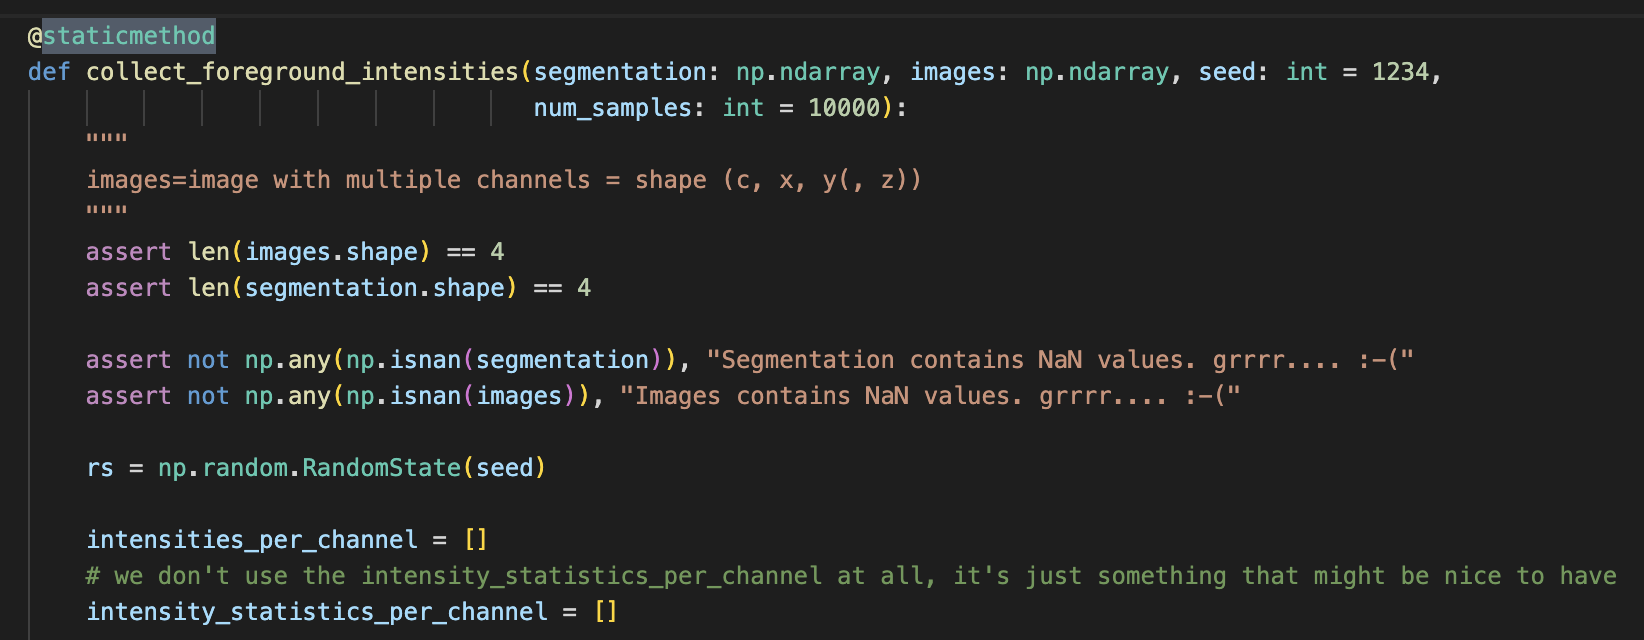 @staticmethod
def collect_foreground_intensities(segmentation: np.ndarray, images: np.ndarray, seed: int = 1234,
num_samples: int = 10000):
"""
images=image with multiple channels = shape (c, x, y(, z))
"""
assert len(images.shape) == 4
assert len(segmentation.shape) == 4
assert not np.any(np.isnan(segmentation)), "Segmentation contains NaN values. grrrr.... :-("
assert not np.any(np.isnan(images)), "Images contains NaN values. grrrr.... :-("
rs = np.random.RandomState(seed)
intensities_per_channel = []
# we don't use the intensity_statistics_per_channel at all, it's just something that might be nice to have
intensity_statistics_per_channel = []